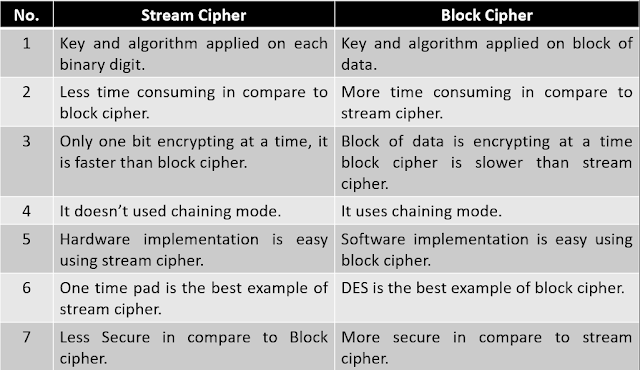 No. Stream Cipher Block Cipher
1 Key and algorithm applied on each Key and algorithm applied on block of
binary digit. data.
2 Less time consuming in compare to More time consuming in compare to
block cipher. stream cipher.
3 Only one bit encrypting at a time, it Block of data is encrypting at a time
is faster than block cipher. block cipher is slower than stream
cipher.
4 It doesn’t used chaining mode. It uses chaining mode.
5 Hardware implementation is easy Software implementation is easy using
using stream cipher. block cipher.
6 One time pad is the best example of DES is the best example of block cipher.
stream cipher.
7 Less Secure in compare to Block More secure in compare to stream
cipher. cipher.